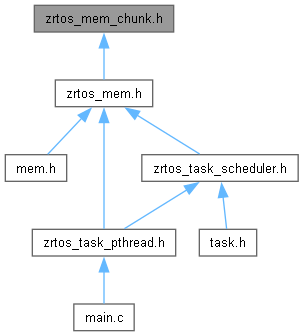 zrtos_mem_chunk.h
zrtos_mem.h
mem.h
zrtos_task_scheduler.h
zrtos_task_pthread.h
task.h
main.c